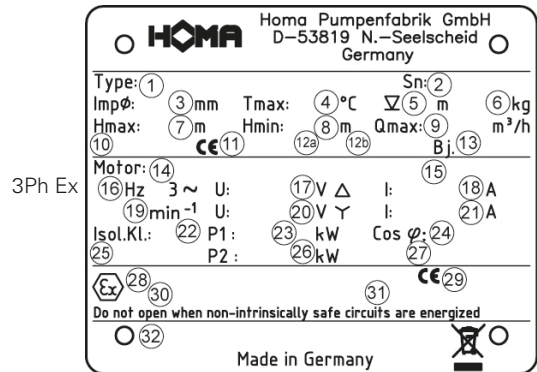 HOMA
Homa Pumpenfabrik GmbH
D-53819 N.-Seelscheid
Germany
Type: 1 Sn: 2
Impø: 3 mm Tmax: 4 °C ▽ 5 m 6 kg
Hmax: 7 m Hmin: 8 m Qmax: 9 m³/h
10 CE 11 12a 12b Bj. 13
Motor: 14 15
3Ph Ex
16 Hz 3~ U: 17 V △ I: 18 A
19 min⁻¹ U: 20 V Y I: 21 A
Isol.Kl.: 22 P1: 23 kW Cos φ: 24
25 P2: 26 kW 27
Ex 28 CE 29
30 31
Do not open when non-intrinsically safe circuits are energized
32
Made in Germany